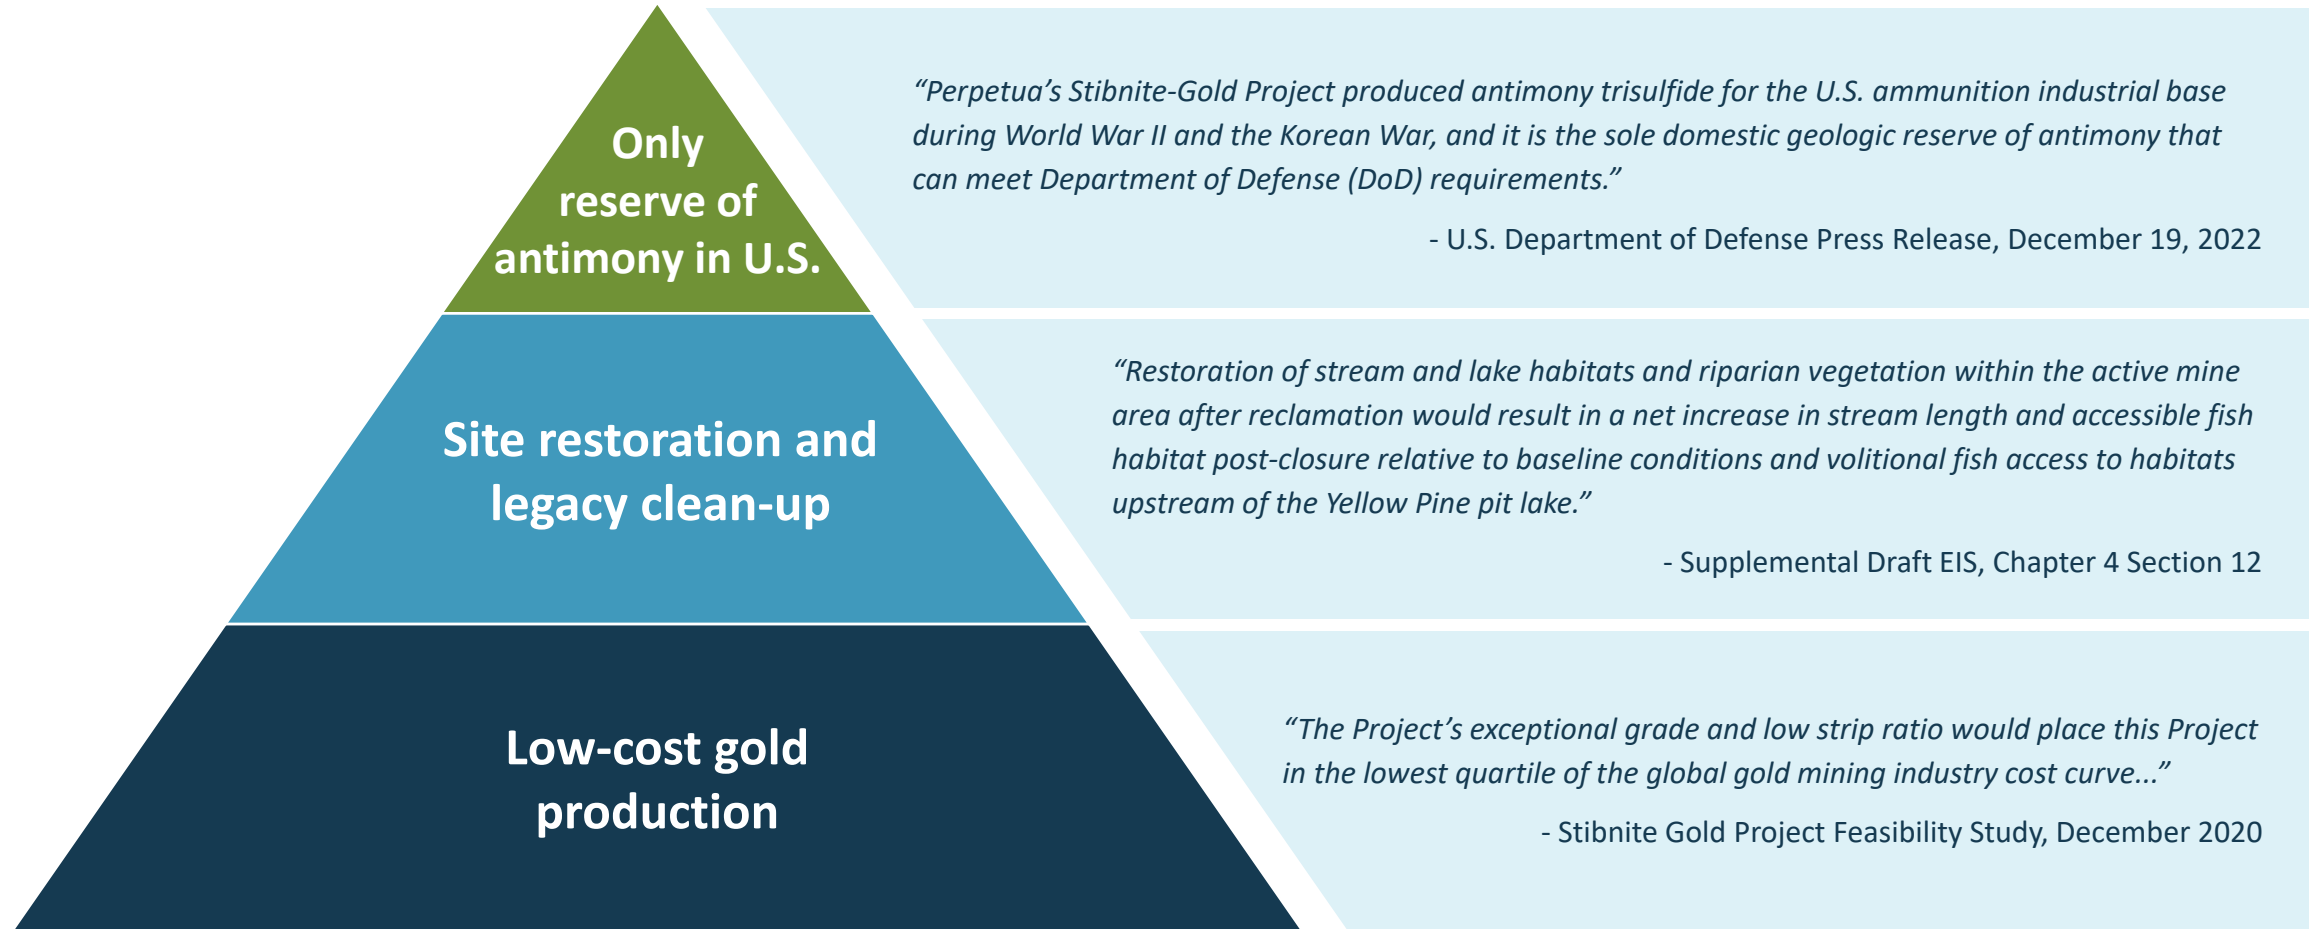 Only
reserve of
antimony in U.S.
“Perpetua’s Stibnite-Gold Project produced antimony trisulfide for the U.S. ammunition industrial base
during World War II and the Korean War, and it is the sole domestic geologic reserve of antimony that
can meet Department of Defense (DoD) requirements.”
- U.S. Department of Defense Press Release, December 19, 2022
Site restoration and
legacy clean-up
“Restoration of stream and lake habitats and riparian vegetation within the active mine
area after reclamation would result in a net increase in stream length and accessible fish
habitat post-closure relative to baseline conditions and volitional fish access to habitats
upstream of the Yellow Pine pit lake.”
- Supplemental Draft EIS, Chapter 4 Section 12
Low-cost gold
production
“The Project’s exceptional grade and low strip ratio would place this Project
in the lowest quartile of the global gold mining industry cost curve...”
- Stibnite Gold Project Feasibility Study, December 2020